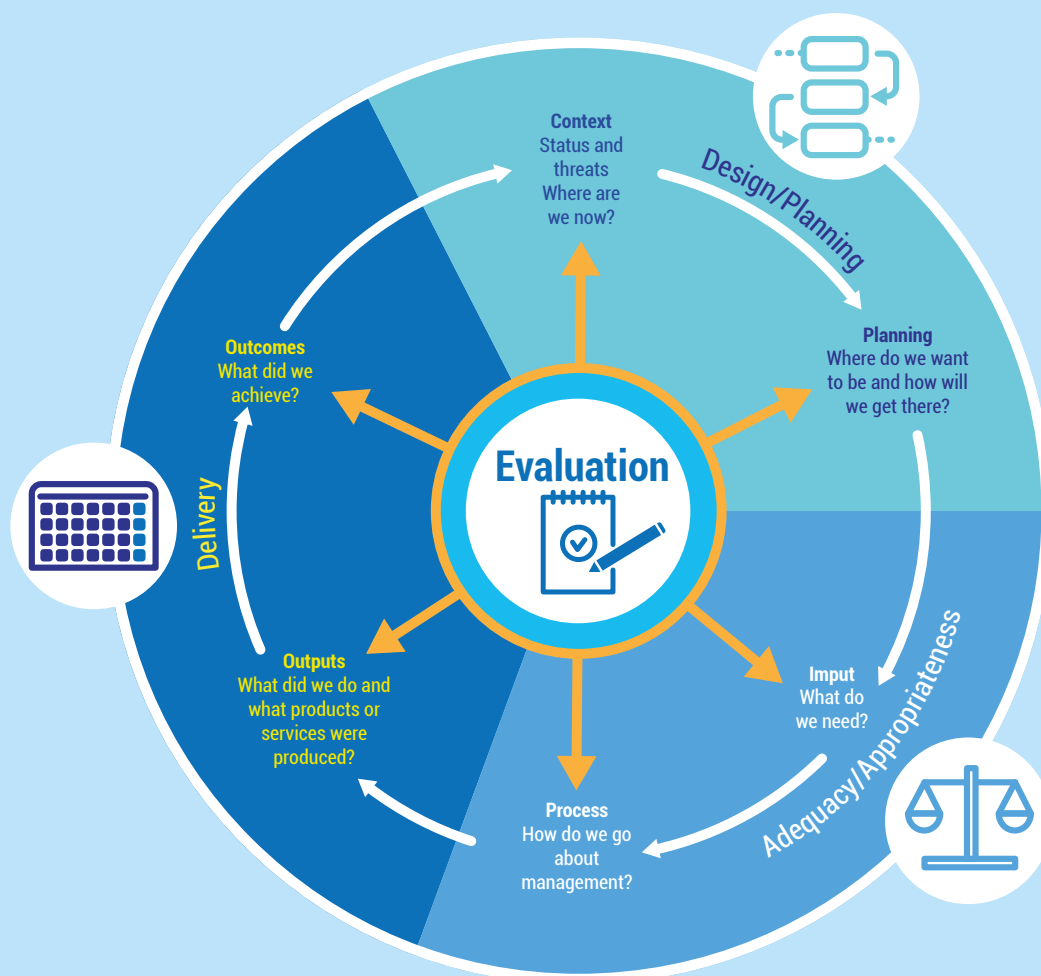 Context
Status and
threats
Where are
we now?
Design/Planning
Planning
Where do we want
to be and how will
we get there?
Evaluation
Outcomes
What did we
achieve?
Delivery
Outputs
What did we do and
what products or
services were
produced?
Imput
What do
we need?
Adequacy/Appropriateness
Process
How do we go
about
management?